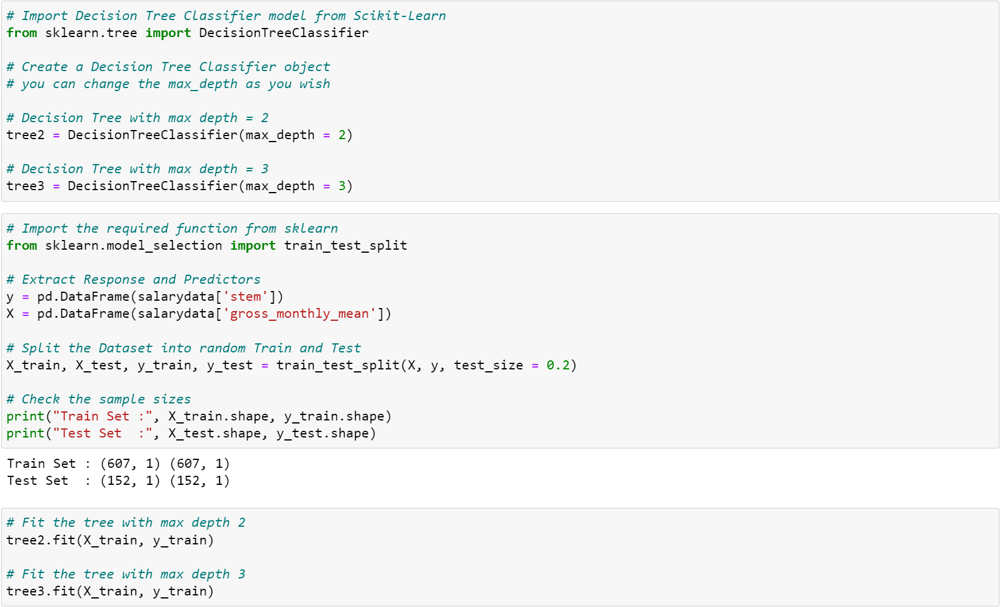 # Import Decision Tree Classifier model from Scikit-Learn
from sklearn.tree import DecisionTreeClassifier
# Create a Decision Tree Classifier object
# you can change the max_depth as you wish
# Decision Tree with max depth = 2
tree2 = DecisionTreeClassifier(max_depth = 2)
# Decision Tree with max depth = 3
tree3 = DecisionTreeClassifier(max_depth = 3)
# Import the required function from sklearn
from sklearn.model_selection import train_test_split
# Extract Response and Predictors
y = pd.DataFrame(salarydata['stem'])
X = pd.DataFrame(salarydata['gross_monthly_mean'])
# Split the Dataset into random Train and Test
X_train, X_test, y_train, y_test = train_test_split(X, y, test_size = 0.2)
# Check the sample sizes
print("Train Set :", X_train.shape, y_train.shape)
print("Test Set  :", X_test.shape, y_test.shape)
Train Set : (607, 1) (607, 1)
Test Set  : (152, 1) (152, 1)
# Fit the tree with max depth 2
tree2.fit(X_train, y_train)
# Fit the tree with max depth 3
tree3.fit(X_train, y_train)